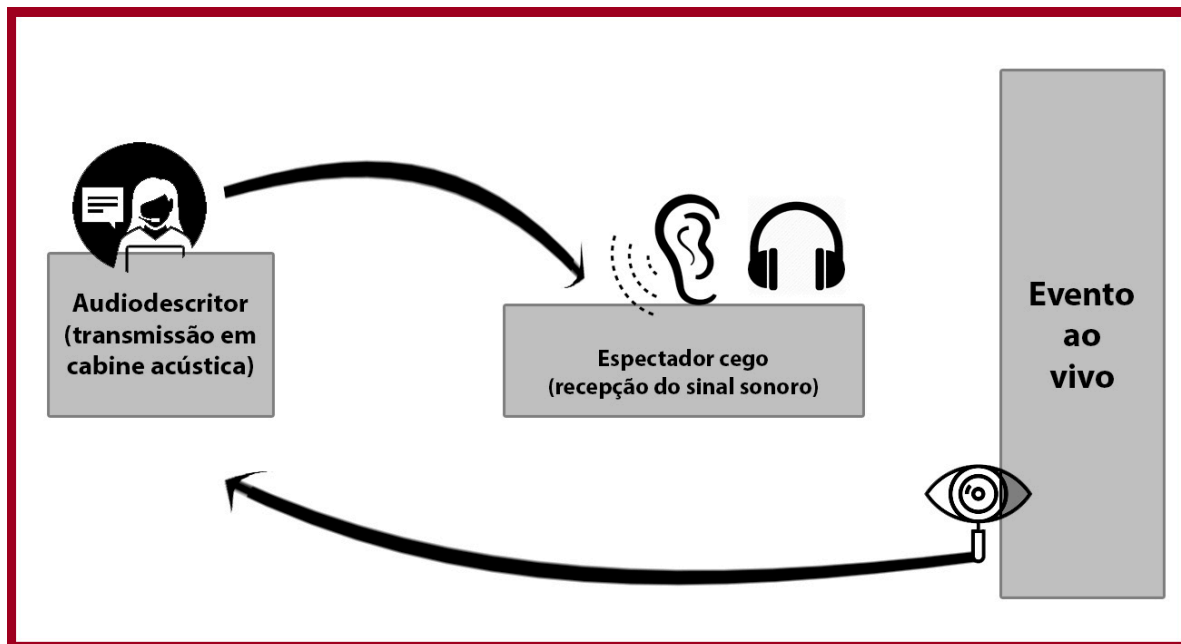 Audiodescritor
(transmissão em
cabine acústica)
Espectador cego
(recepção do sinal sonoro)
Evento
ao
vivo